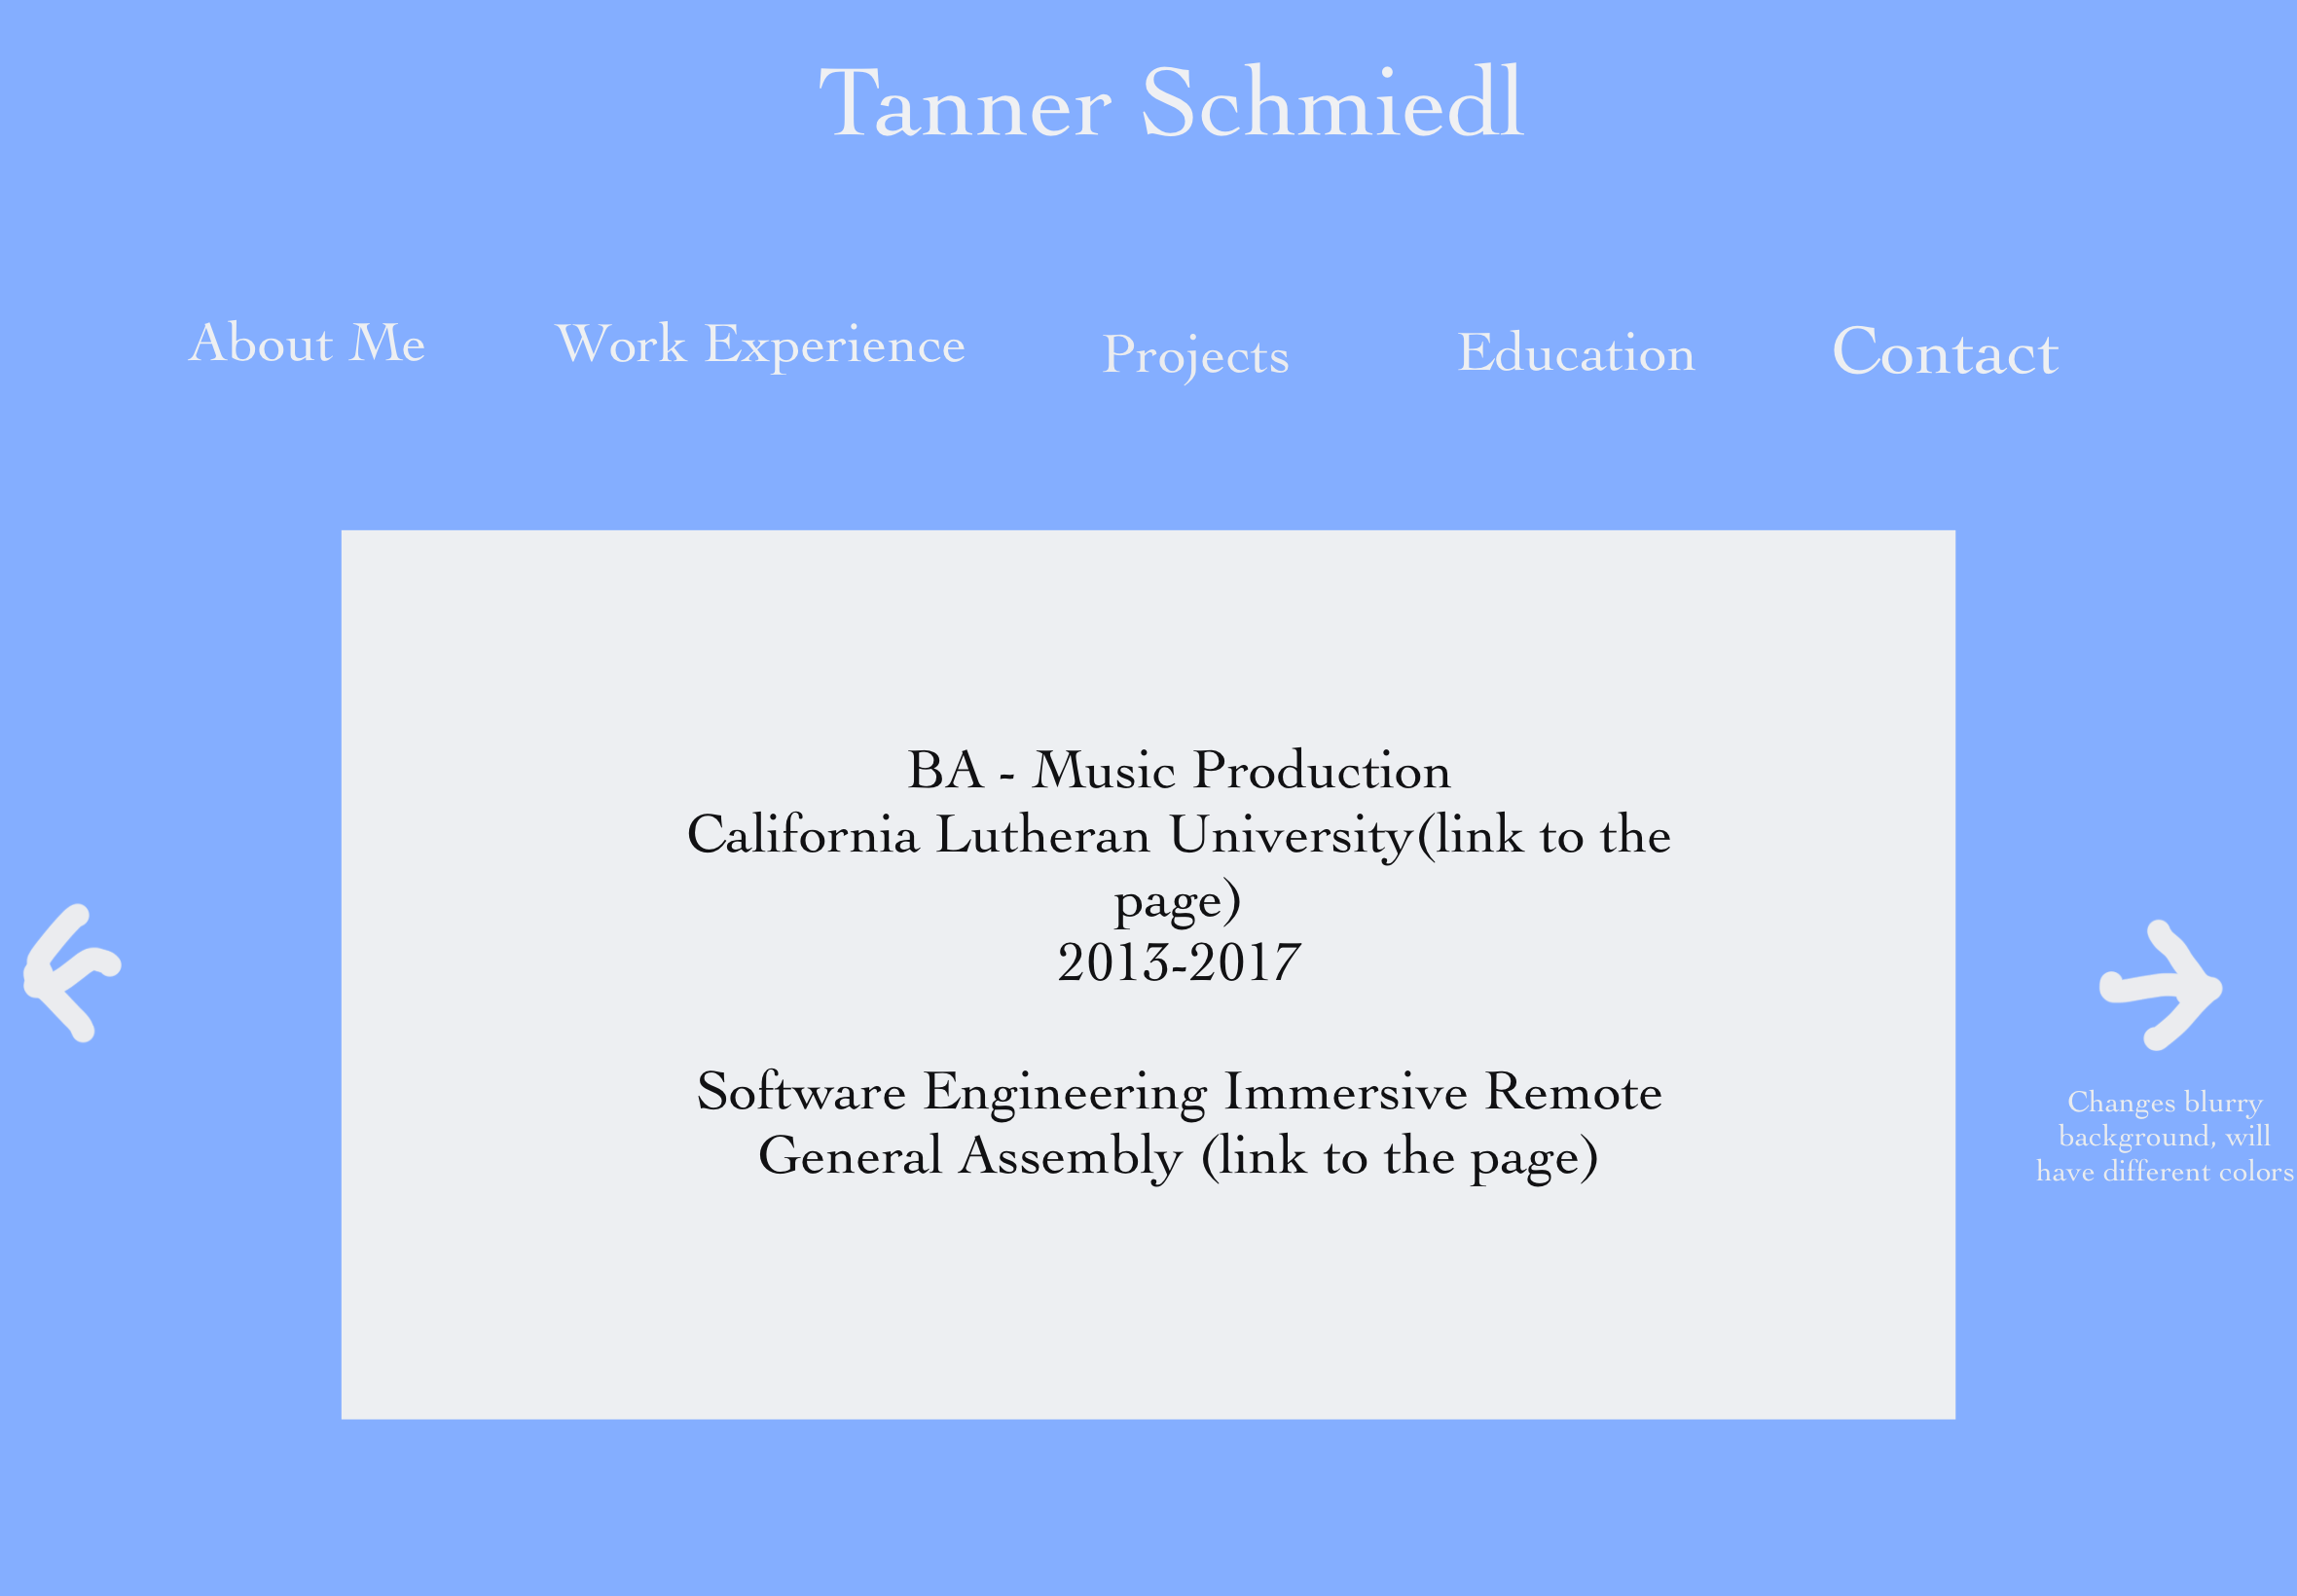 Tanner Schmiedl
About Me
Work Experience
Projects
Education
Contact
BA - Music Production
California Lutheran University(link to the
page)
2013-2017
Software Engineering Immersive Remote
General Assembly (link to the page)
Changes blurry
background, will
have different colors